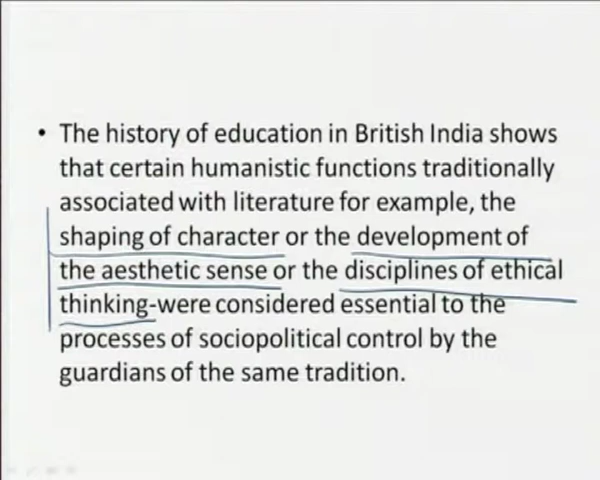 • The history of education in British India shows
that certain humanistic functions traditionally
associated with literature for example, the
shaping of character or the development of
the aesthetic sense or the disciplines of ethical
thinking-were considered essential to the
processes of sociopolitical control by the
guardians of the same tradition.